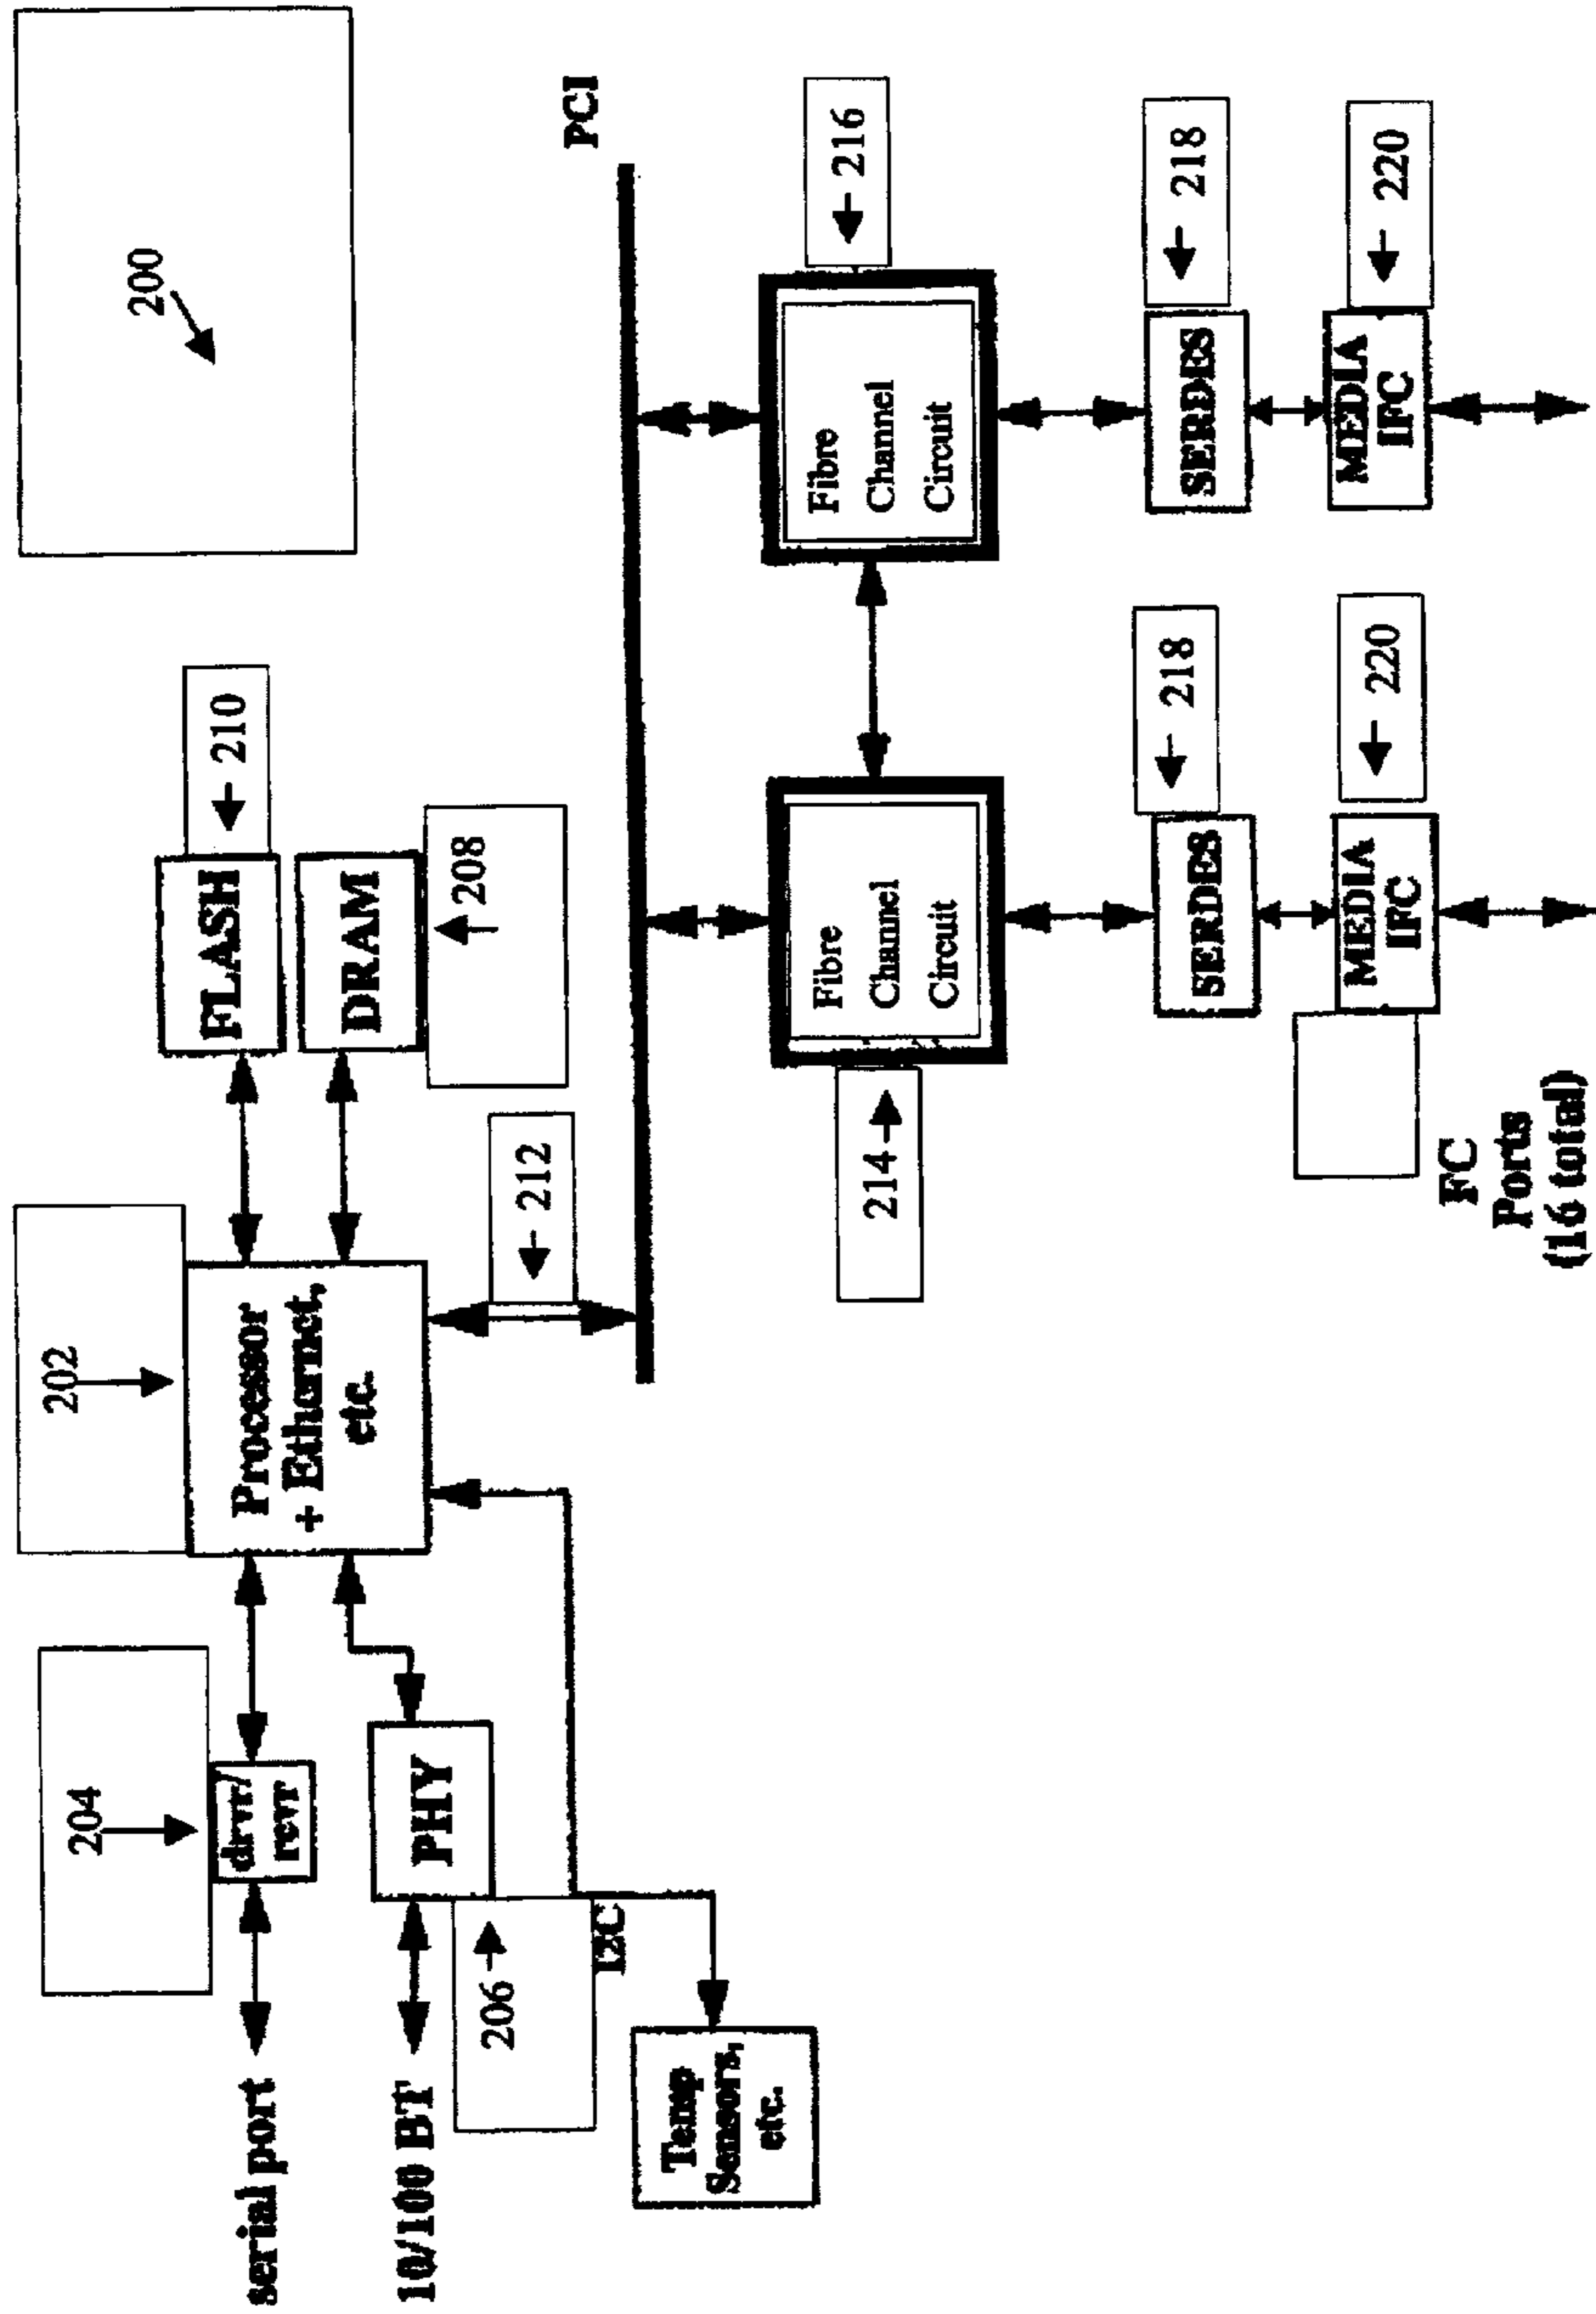 200
202
204
FLASH
210
Processor
+ Ethernet,
etc.
drvr/
rcvr
serial port
DRAM
208
PHY
10/100 BT
206
212
I2C
PCI
Temp
Sensors,
etc.
214
Fibre
Channel
Circuit
Fibre
Channel
Circuit
216
SERDES
218
SERDES
218
MEDIA
IFC
220
MEDIA
IFC
220
FC
Ports
(16 total)